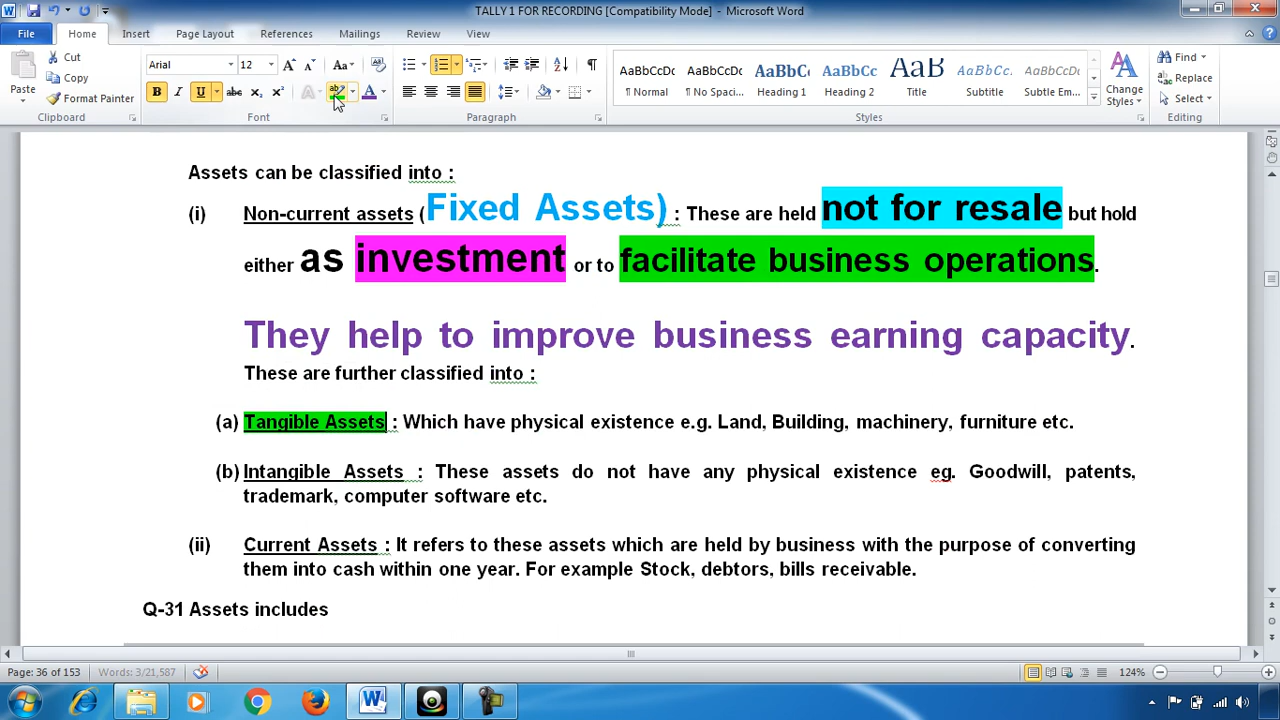 TALLY 1 FOR RECORDING [Compatibility Mode] - Microsoft Word
File Home Insert Page Layout References Mailings Review View
Paste
Cut
Copy
Format Painter
Clipboard
Arial 12
Font
Paragraph
AaBbCcDc AaBbCcDc AaBbCc AaBbCc AaB AaBbCc. AaBbCcDc
¶ Normal ¶ No Spaci... Heading 1 Heading 2 Title Subtitle Subtle Em...
Change Styles
Styles
Find
Replace
Select
Editing
Assets can be classified into :
(i) Non-current assets (Fixed Assets) : These are held not for resale but hold
either as investment or to facilitate business operations.
They help to improve business earning capacity.
These are further classified into :
(a) Tangible Assets : Which have physical existence e.g. Land, Building, machinery, furniture etc.
(b) Intangible Assets : These assets do not have any physical existence eg. Goodwill, patents,
trademark, computer software etc.
(ii) Current Assets : It refers to these assets which are held by business with the purpose of converting
them into cash within one year. For example Stock, debtors, bills receivable.
Q-31 Assets includes
Page: 36 of 153 Words: 3/21,587 124%